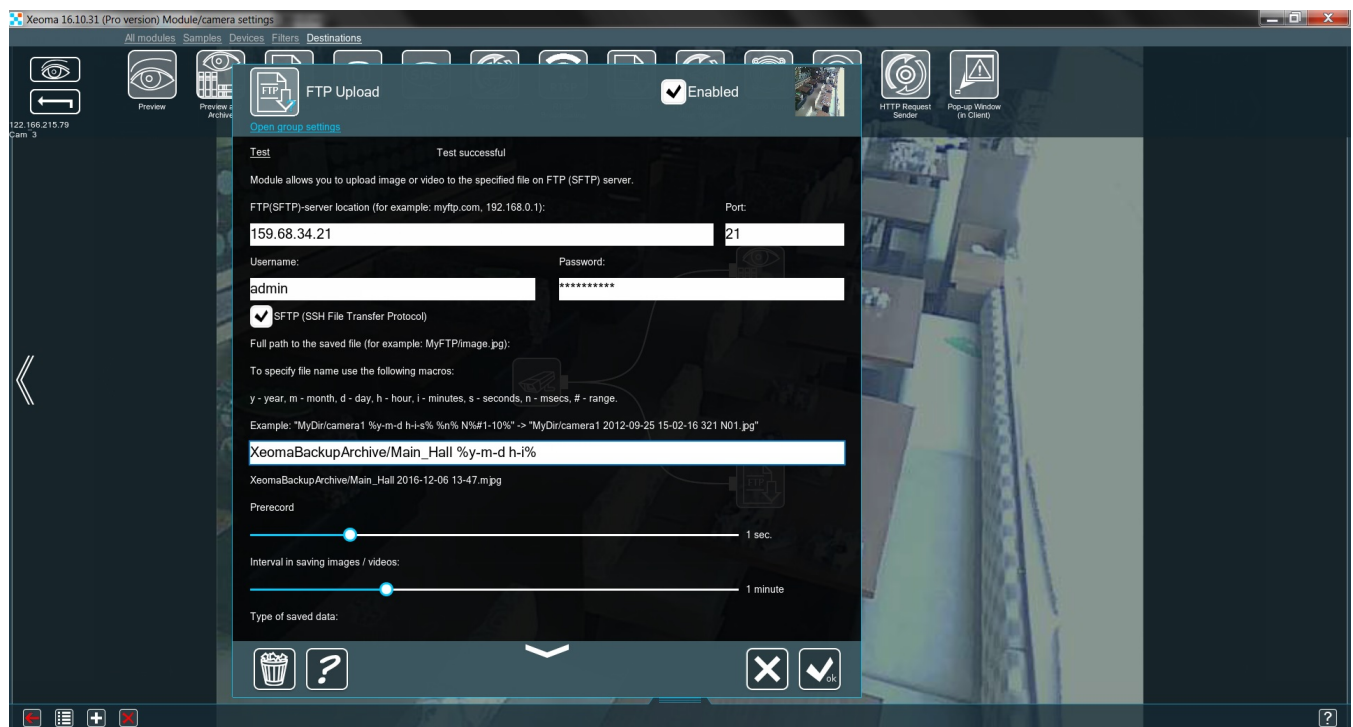 Xeoma 16.10.31 (Pro version) Module/camera settings
All modules Samples Devices Filters Destinations
122.166.215.79
Cam_3
Preview
Preview a
Archive
HTTP Request
Sender
Pop-up Window
(in Client)
FTP
FTP Upload
Enabled
Open group settings
Test
Test successful
Module allows you to upload image or video to the specified file on FTP (SFTP) server.
FTP(SFTP)-server location (for example: myftp.com, 192.168.0.1):
Port:
159.68.34.21
21
Username:
Password:
admin
**********
SFTP (SSH File Transfer Protocol)
Full path to the saved file (for example: MyFTP/image.jpg):
To specify file name use the following macros:
y - year, m - month, d - day, h - hour, i - minutes, s - seconds, n - msecs, # - range.
Example: "MyDir/camera1 %y-m-d h-i-s% %n% N%#1-10%" -> "MyDir/camera1 2012-09-25 15-02-16 321 N01.jpg"
XeomaBackupArchive/Main_Hall %y-m-d h-i%
XeomaBackupArchive/Main_Hall 2016-12-06 13-47.mjpg
FTP
Prerecord
1 sec.
Interval in saving images / videos:
1 minute
Type of saved data:
?
ok
?